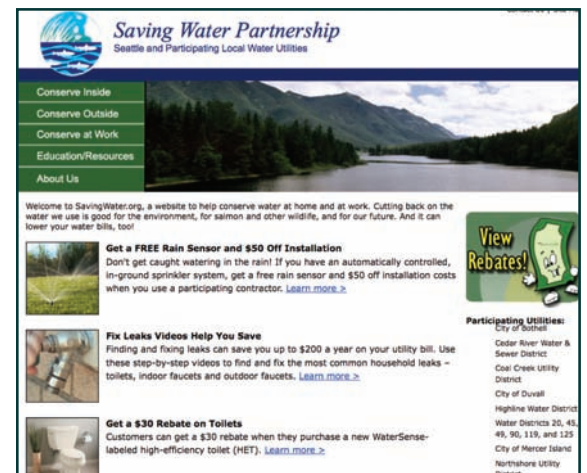 Saving Water Partnership
Seattle and Participating Local Water Utilities
Conserve Inside
Conserve Outside
Conserve at Work
Education/Resources
About Us
Welcome to SavingWater.org, a website to help conserve water at home and at work. Cutting back on the
water we use is good for the environment, for salmon and other wildlife, and for our future. And it can
lower your water bills, too!
Get a FREE Rain Sensor and $50 Off Installation
Don't get caught watering in the rain! If you have an automatically controlled,
in-ground sprinkler system, get a free rain sensor and $50 off installation costs
when you use a participating contractor. Learn more >
Fix Leaks Videos Help You Save
Finding and fixing leaks can save you up to $200 a year on your utility bill. Use
these step-by-step videos to find and fix the most common household leaks –
toilets, indoor faucets and outdoor faucets. Learn more >
Get a $30 Rebate on Toilets
Customers can get a $30 rebate when they purchase a new WaterSense-
labeled high-efficiency toilet (HET). Learn more >
View
Rebates!
Participating Utilities:
City of Bothell
Cedar River Water &
Sewer District
Coal Creek Utility
District
City of Duvall
Highline Water District
Water Districts 20, 45,
49, 90, 119, and 125
City of Mercer Island
Northshore Utility